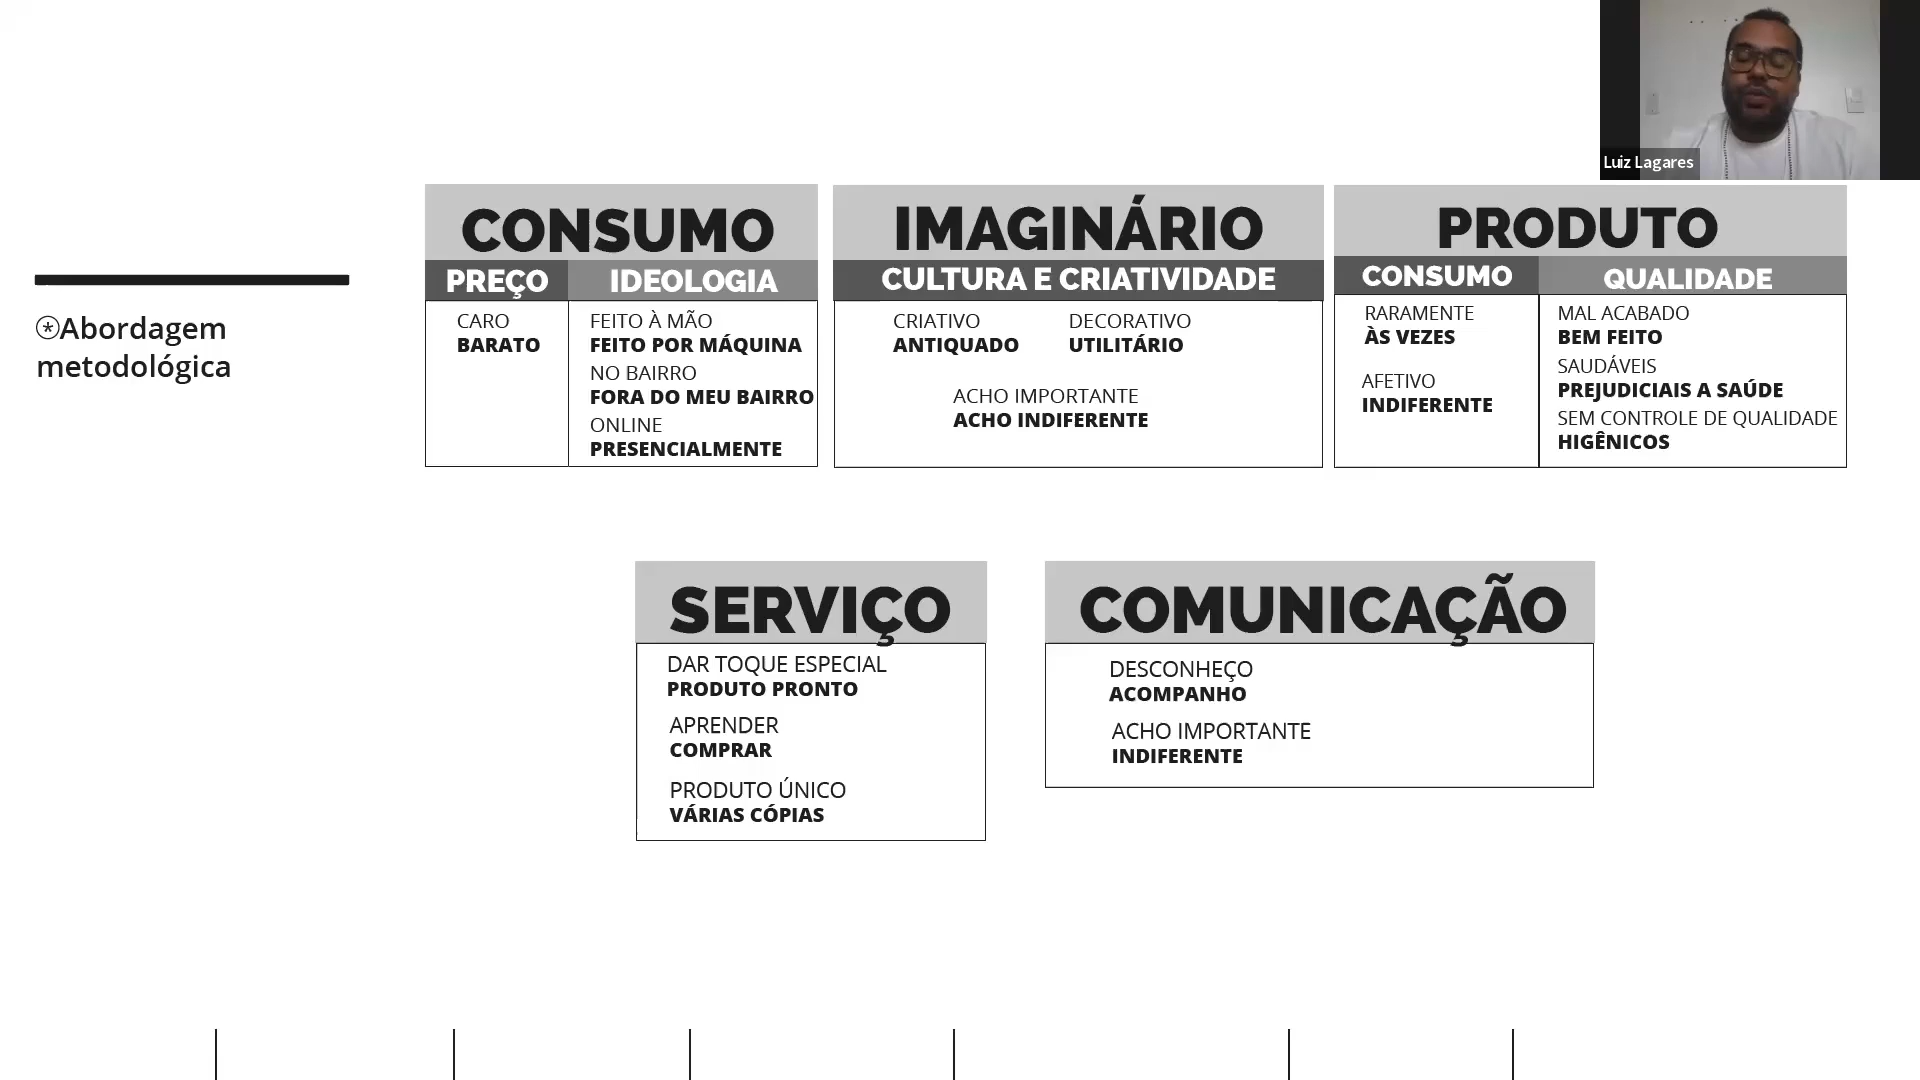 Luiz Lagares
⊛Abordagem
metodológica
CONSUMO
PREÇO IDEOLOGIA
CARO
BARATO
FEITO À MÃO
FEITO POR MÁQUINA
NO BAIRRO
FORA DO MEU BAIRRO
ONLINE
PRESENCIALMENTE
IMAGINÁRIO
CULTURA E CRIATIVIDADE
CRIATIVO
ANTIQUADO
DECORATIVO
UTILITÁRIO
ACHO IMPORTANTE
ACHO INDIFERENTE
PRODUTO
CONSUMO QUALIDADE
RARAMENTE
ÀS VEZES
AFETIVO
INDIFERENTE
MAL ACABADO
BEM FEITO
SAUDÁVEIS
PREJUDICIAIS A SAÚDE
SEM CONTROLE DE QUALIDADE
HIGÊNICOS
SERVIÇO
DAR TOQUE ESPECIAL
PRODUTO PRONTO
APRENDER
COMPRAR
PRODUTO ÚNICO
VÁRIAS CÓPIAS
COMUNICAÇÃO
DESCONHEÇO
ACOMPANHO
ACHO IMPORTANTE
INDIFERENTE